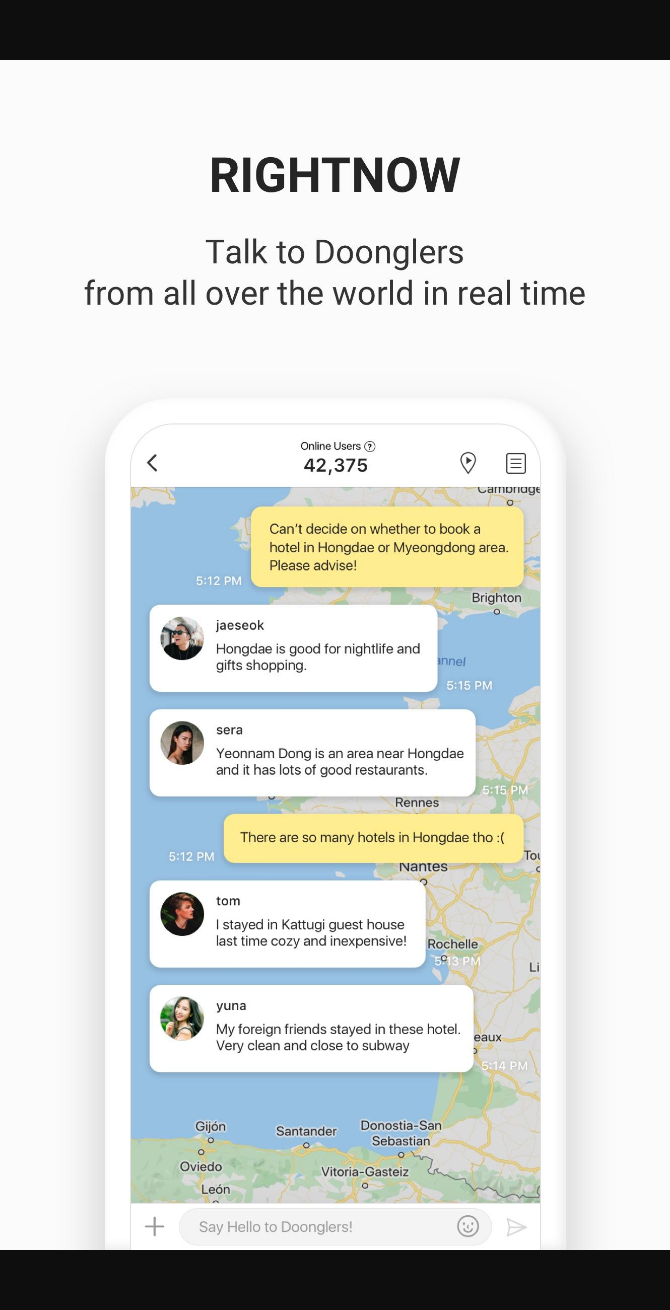 RIGHTNOW
Talk to Doonglers
from all over the world in real time
Online Users ?
42,375
Cambridge
Can't decide on whether to book a
hotel in Hongdae or Myeongdong area.
Please advise!
5:12 PM
Brighton
jaeseok
Hongdae is good for nightlife and
gifts shopping.
annel
5:15 PM
sera
Yeonnam Dong is an area near Hongdae
and it has lots of good restaurants.
5:15 PM
Rennes
There are so many hotels in Hongdae tho :(
5:12 PM
Tou
Nantes
tom
I stayed in Kattugi guest house
last time cozy and inexpensive!
Rochelle
5:13 PM
Li
yuna
My foreign friends stayed in these hotel.
Very clean and close to subway
eaux
5:14 PM
Gijón
Santander
Donostia-San
Sebastian
Oviedo
Vitoria-Gasteiz
León
Say Hello to Doonglers!